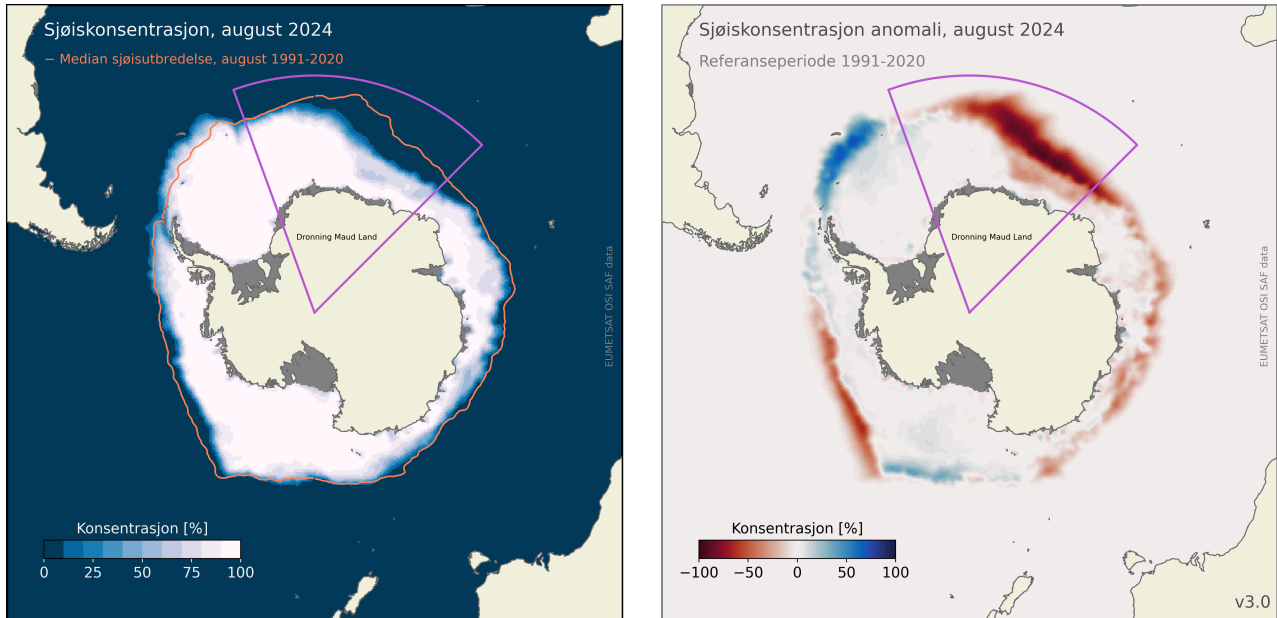 Sjøiskonsentrasjon, august 2024
− Median sjøisutbredelse, august 1991-2020
Dronning Maud Land
EUMETSAT OSI SAF data
Konsentrasjon [%]
0 25 50 75 100
Sjøiskonsentrasjon anomali, august 2024
Referanseperiode 1991-2020
Dronning Maud Land
EUMETSAT OSI SAF data
Konsentrasjon [%]
−100 −50 0 50 100
v3.0